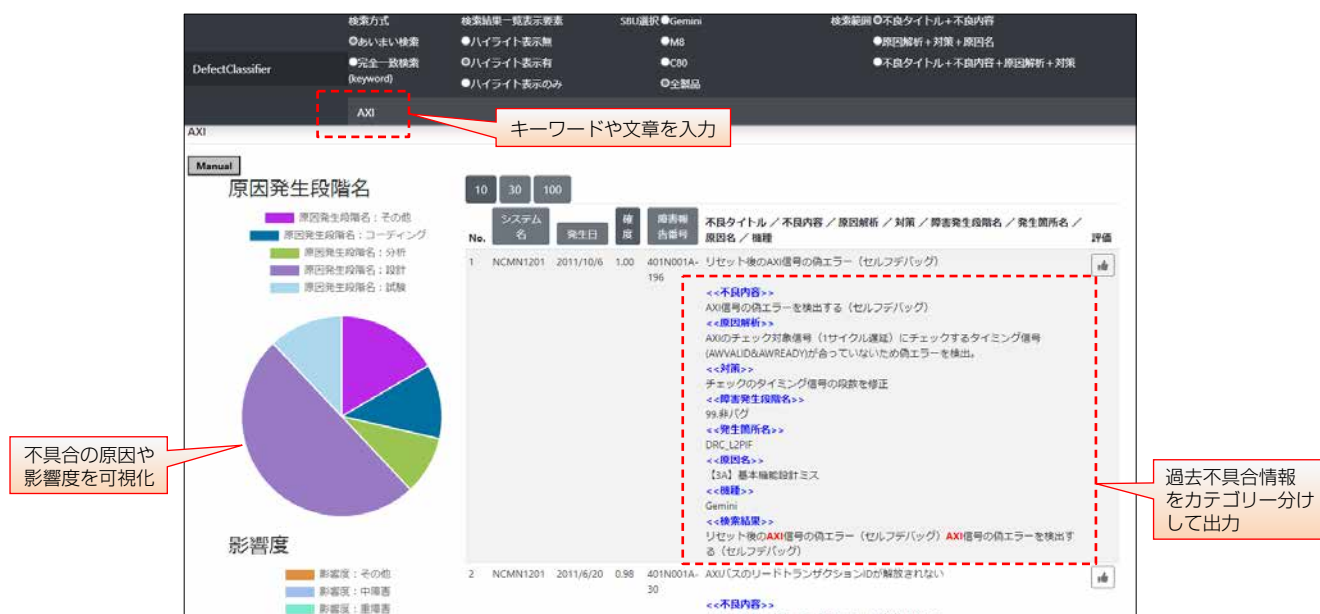 検索方式
検索結果一覧表示要素
SBU選択 ●Gemini
検索範囲 ○不良タイトル+不良内容
○あいまい検索
●ハイライト表示無
●M8
●原因解析+対策+原因名
DefectClassifier
●完全一致検索
(keyword)
○ハイライト表示有
●C80
●不良タイトル+不良内容+原因解析+対策
●ハイライト表示のみ
○全製品
AXI
キーワードや文章を入力
AXI
Manual
原因発生段階名
原因発生段階名:その他
原因発生段階名:コーディング
原因発生段階名:分析
原因発生段階名:設計
原因発生段階名:試験
10 30 100
No.
システム名
発生日
確度
障害報告番号
不良タイトル / 不良内容 / 原因解析 / 対策 / 障害発生段階名 / 発生箇所名 /
原因名 / 機種
評価
1 NCMN1201 2011/10/6 1.00 401N001A-196 リセット後のAXI信号の偽エラー(セルフデバッグ)
<<不良内容>>
AXI信号の偽エラーを検出する(セルフデバッグ)
<<原因解析>>
AXIのチェック対象信号(1サイクル遅延)にチェックするタイミング信号
(AWVALID&AWREADY)が合っていないため偽エラーを検出。
<<対策>>
チェックのタイミング信号の段数を修正
<<障害発生段階名>>
99.非バグ
<<発生箇所名>>
DRC_L2PIF
<<原因名>>
【3A】基本機能設計ミス
<<機種>>
Gemini
<<検索結果>>
リセット後のAXI信号の偽エラー(セルフデバッグ) AXI信号の偽エラーを検出す
る(セルフデバッグ)
不具合の原因や
影響度を可視化
過去不具合情報
をカテゴリー分け
して出力
影響度
影響度:その他
影響度:中障害
影響度:重障害
2 NCMN1201 2011/6/20 0.98 401N001A-30 AXIバスのリードトランザクションIDが解放されない
<<不良内容>>